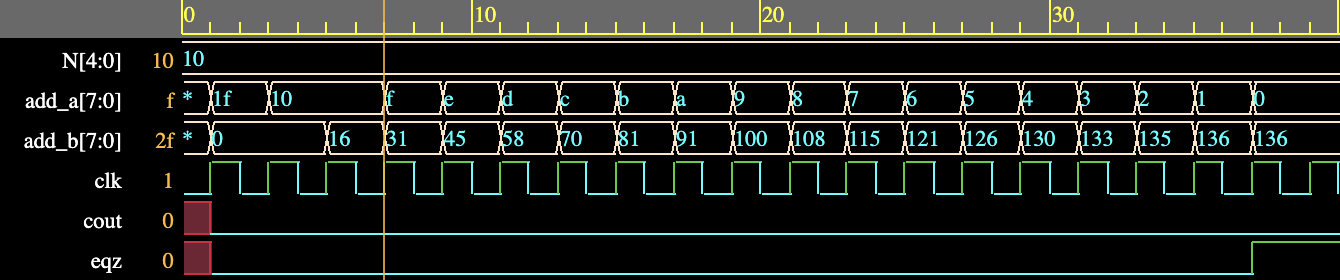 0 10 20 30
N[4:0] 10 10
add_a[7:0] f * 1f 10 f e d c b a 9 8 7 6 5 4 3 2 1 0
add_b[7:0] 2f * 0 16 31 45 58 70 81 91 100 108 115 121 126 130 133 135 136 136
clk 1
cout 0
eqz 0